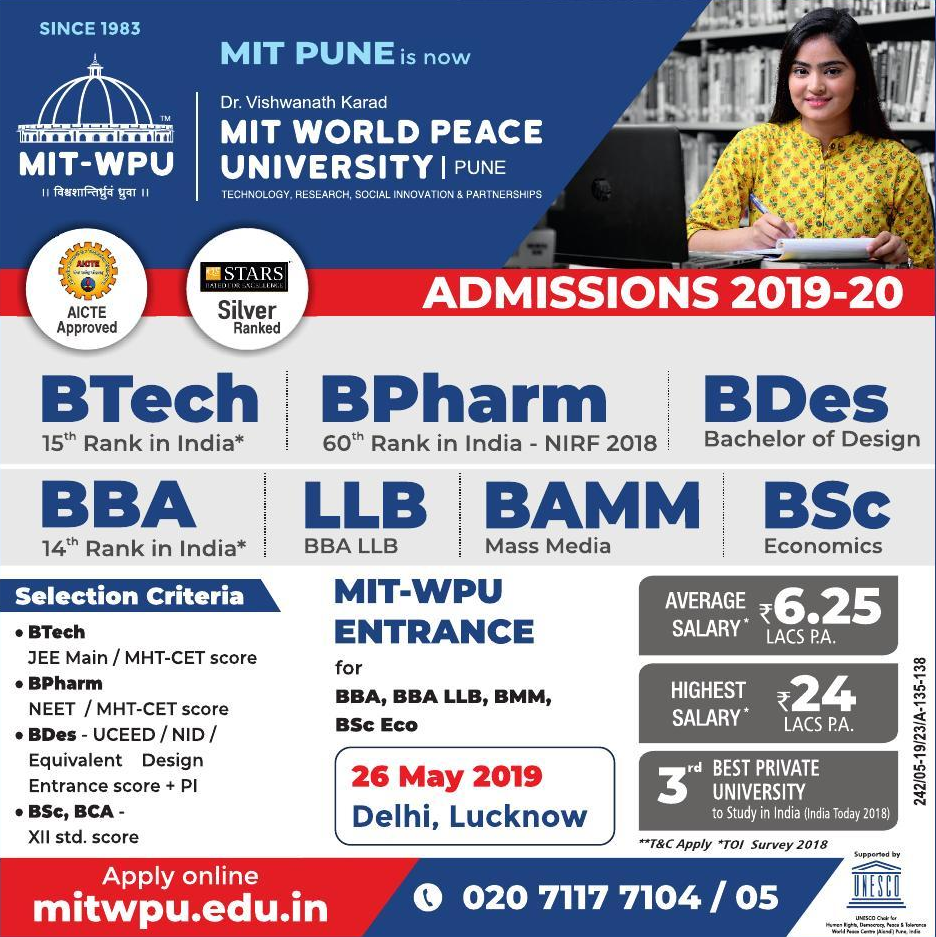 SINCE 1983
MIT-WPU
TM
॥ विश्वशान्तिर्ध्रुवं ध्रुवा ॥
MIT PUNE is now
Dr. Vishwanath Karad
MIT WORLD PEACE
UNIVERSITY | PUNE
TECHNOLOGY, RESEARCH, SOCIAL INNOVATION & PARTNERSHIPS
AICTE
AICTE
Approved
STARS
RATED FOR EXCELLENCE
Silver
Ranked
ADMISSIONS 2019-20
BTech
15th Rank in India*
BPharm
60th Rank in India - NIRF 2018
BDes
Bachelor of Design
BBA
14th Rank in India*
LLB
BBA LLB
BAMM
Mass Media
BSc
Economics
Selection Criteria
• BTech
JEE Main / MHT-CET score
• BPharm
NEET / MHT-CET score
• BDes - UCEED / NID /
Equivalent Design
Entrance score + PI
• BSc, BCA -
XII std. score
MIT-WPU
ENTRANCE
for
BBA, BBA LLB, BMM,
BSc Eco
26 May 2019
Delhi, Lucknow
AVERAGE SALARY* ₹6.25 LACS P.A.
HIGHEST SALARY* ₹24 LACS P.A.
3rd BEST PRIVATE
UNIVERSITY
to Study in India (India Today 2018)
**T&C Apply *TOI Survey 2018
242/05-19/23/A-135-138
Apply online
mitwpu.edu.in
020 7117 7104 / 05
Supported by
UNESCO
UNESCO Chair for
Human Rights, Democracy, Peace & Tolerance
World Peace Centre (Alandi) Pune, India